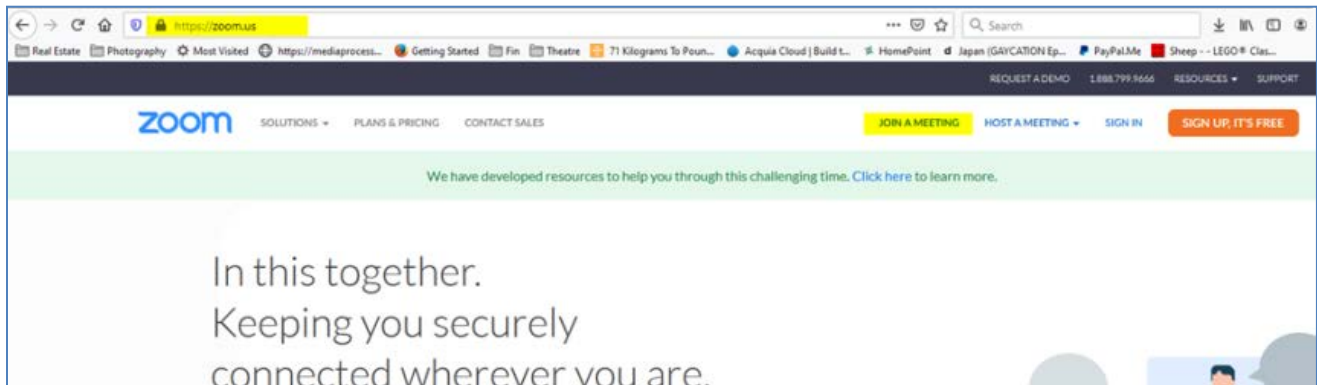 https://zoom.us
Search
Real Estate Photography Most Visited https://mediaprocess... Getting Started Fin Theatre 71 Kilograms To Poun... Acquia Cloud | Build t... HomePoint d Japan (GAYCATION Ep... PayPal.Me Sheep - - LEGO® Clas...
REQUEST A DEMO 1.888.799.9666 RESOURCES SUPPORT
zoom SOLUTIONS PLANS & PRICING CONTACT SALES JOIN A MEETING HOST A MEETING SIGN IN SIGN UP, IT'S FREE
We have developed resources to help you through this challenging time. Click here to learn more.
In this together.
Keeping you securely
connected wherever you are.